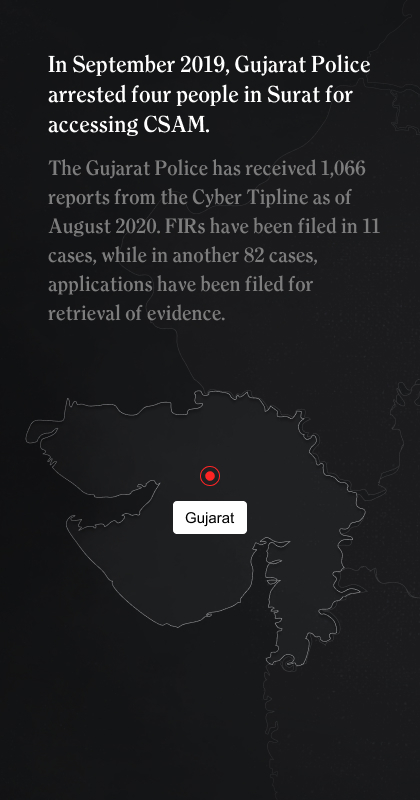 In September 2019, Gujarat Police
arrested four people in Surat for
accessing CSAM.
The Gujarat Police has received 1,066
reports from the Cyber Tipline as of
August 2020. FIRs have been filed in 11
cases, while in another 82 cases,
applications have been filed for
retrieval of evidence.
Gujarat